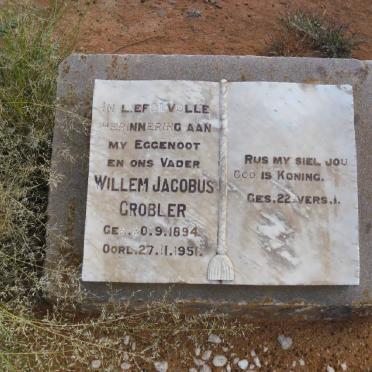 IN LIEFDEVOLLE
HERINNERING AAN
MY EGGENOOT
EN ONS VADER
WILLEM JACOBUS
GROBLER
GEB. 0.9.1894.
OORL. 27.11.1951.
RUS MY SIEL, JOU
GOD IS KONING.
GES. 22. VERS. 1.